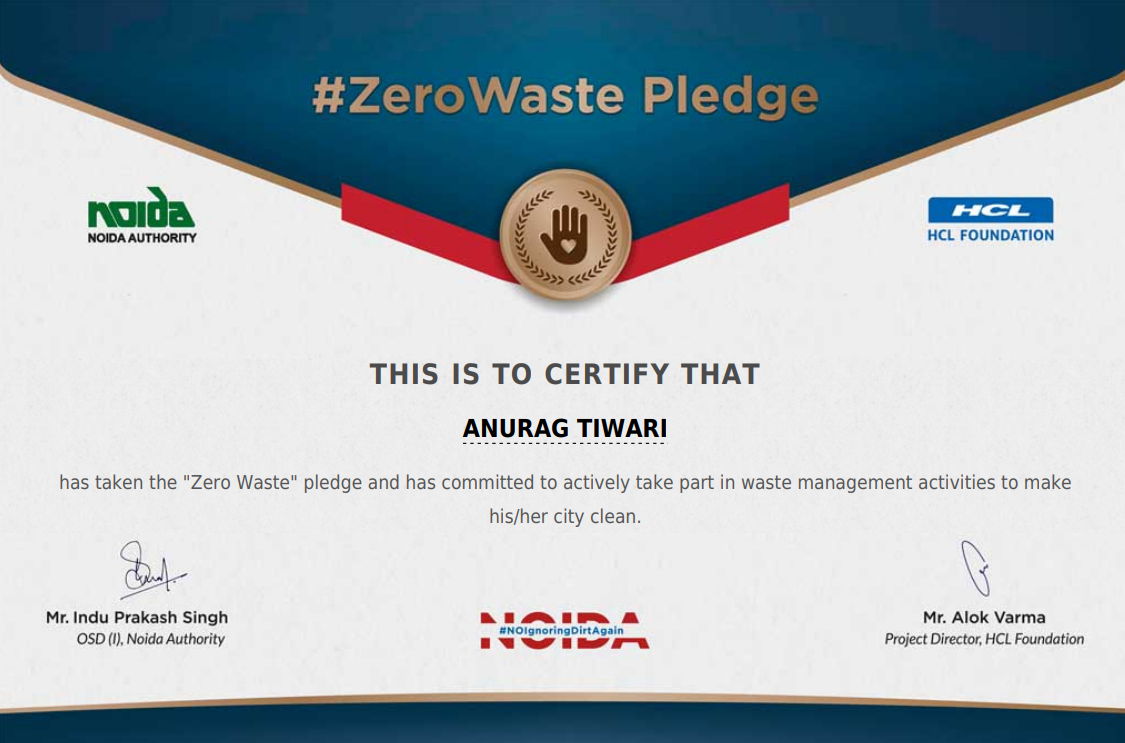 #ZeroWaste Pledge
noida
NOIDA AUTHORITY
HCL
HCL FOUNDATION
THIS IS TO CERTIFY THAT
ANURAG TIWARI
has taken the "Zero Waste" pledge and has committed to actively take part in waste management activities to make
his/her city clean.
Mr. Indu Prakash Singh
OSD (I), Noida Authority
NOIDA
#NOIgnoringDirtAgain
Mr. Alok Varma
Project Director, HCL Foundation